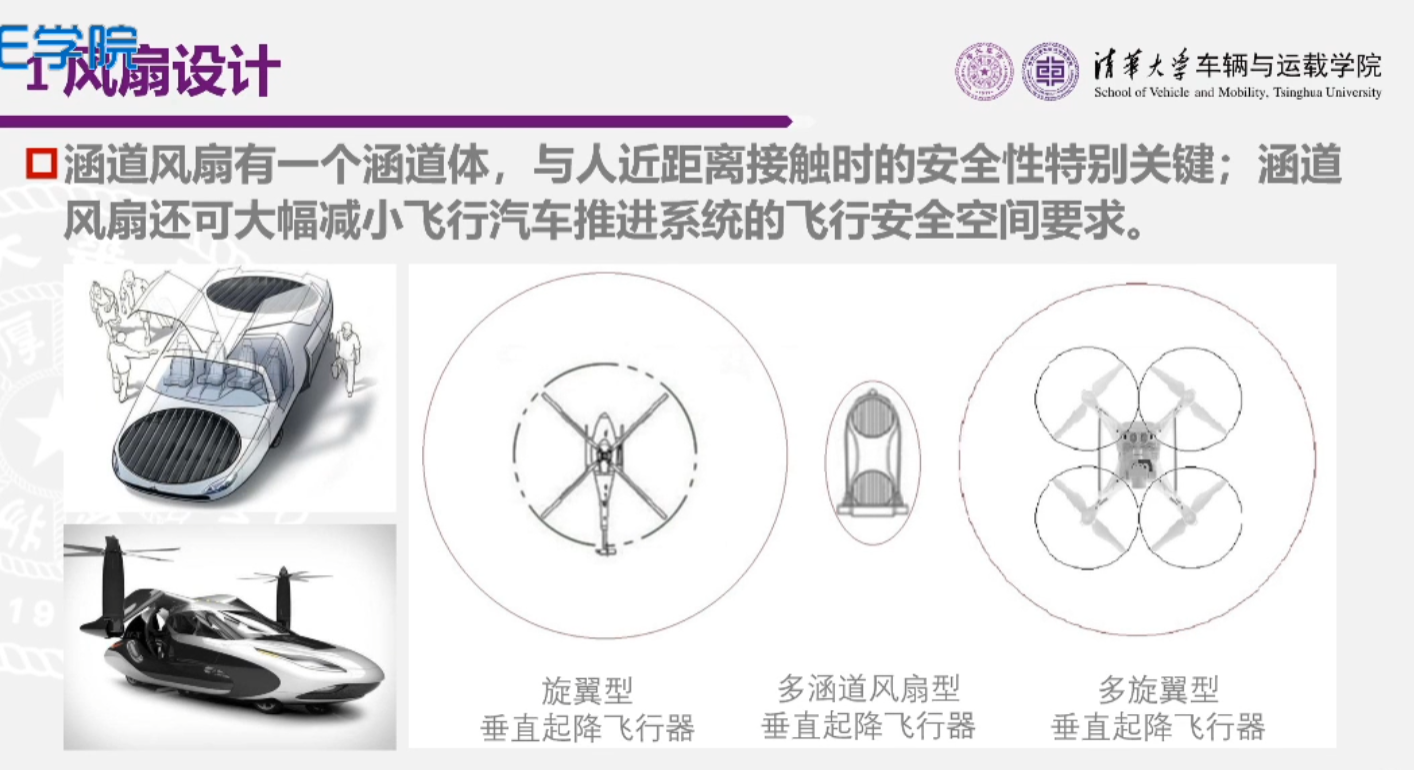 E学院
1 风扇设计
清华大学车辆与运载学院
School of Vehicle and Mobility, Tsinghua University
涵道风扇有一个涵道体，与人近距离接触时的安全性特别关键；涵道
风扇还可大幅减小飞行汽车推进系统的飞行安全空间要求。
旋翼型
垂直起降飞行器
多涵道风扇型
垂直起降飞行器
多旋翼型
垂直起降飞行器
19